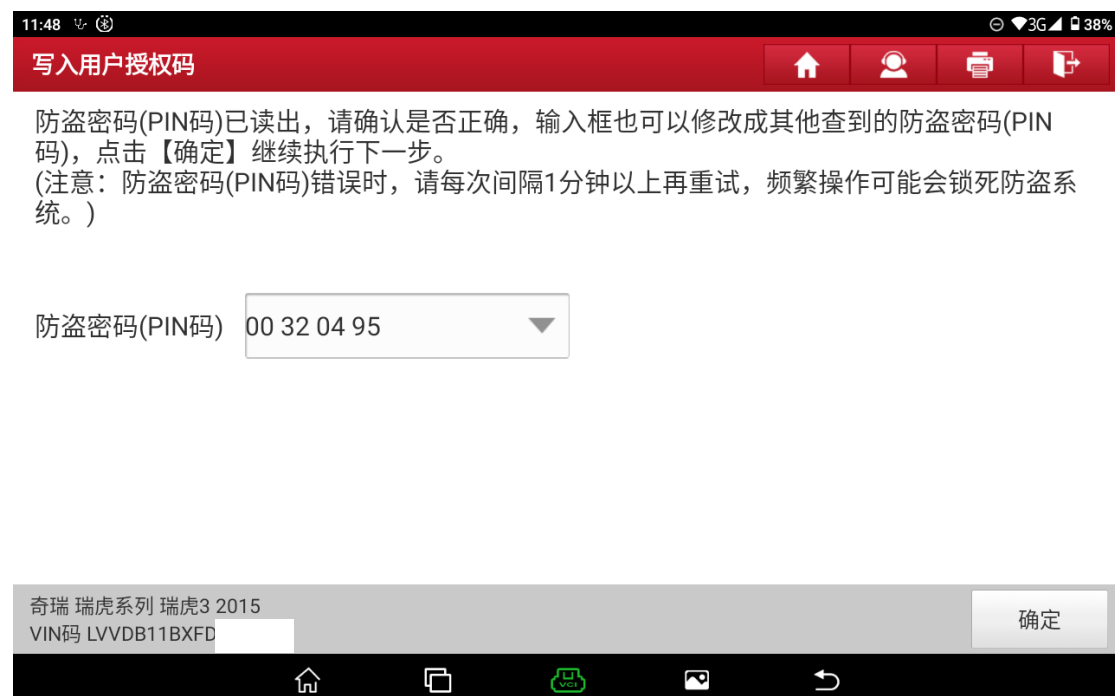 11:48 3G 38%
写入用户授权码
防盗密码(PIN码)已读出，请确认是否正确，输入框也可以修改成其他查到的防盗密码(PIN
码)，点击【确定】继续执行下一步。
(注意：防盗密码(PIN码)错误时，请每次间隔1分钟以上再重试，频繁操作可能会锁死防盗系
统。)
防盗密码(PIN码) 00 32 04 95
奇瑞 瑞虎系列 瑞虎3 2015
VIN码 LVVDB11BXFD
确定
VCI